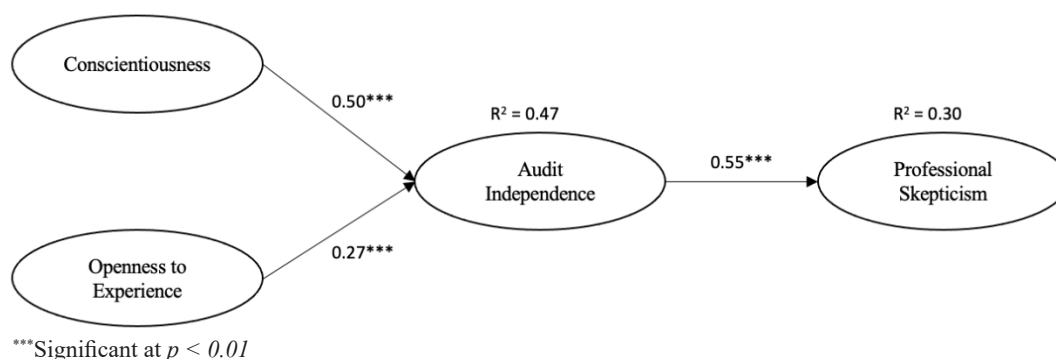 Conscientiousness
0.50***
R² = 0.47
R² = 0.30
Audit
Independence
0.55***
Professional
Skepticism
0.27***
Openness to
Experience
***Significant at p < 0.01